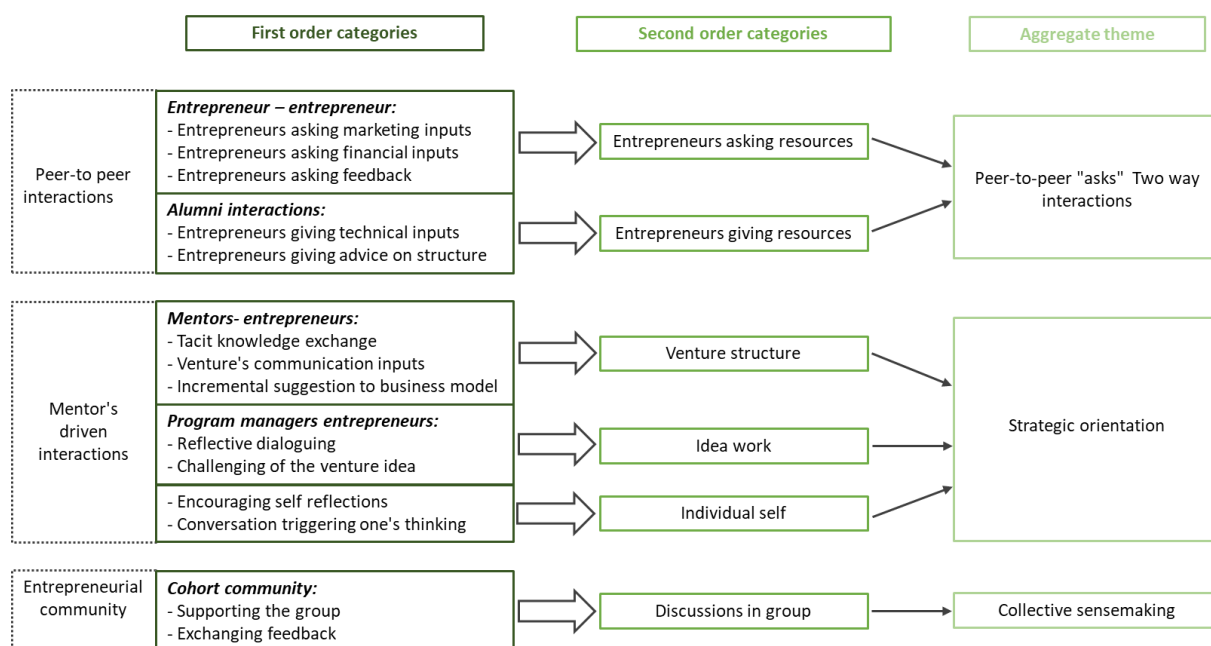 First order categories
Second order categories
Aggregate theme
Peer-to peer
interactions
Entrepreneur – entrepreneur:
- Entrepreneurs asking marketing inputs
- Entrepreneurs asking financial inputs
- Entrepreneurs asking feedback
Entrepreneurs asking resources
Alumni interactions:
- Entrepreneurs giving technical inputs
- Entrepreneurs giving advice on structure
Entrepreneurs giving resources
Peer-to-peer "asks"  Two way
interactions
Mentor's
driven
interactions
Mentors- entrepreneurs:
- Tacit knowledge exchange
- Venture's communication inputs
- Incremental suggestion to business model
Venture structure
Program managers entrepreneurs:
- Reflective dialoguing
- Challenging of the venture idea
Idea work
- Encouraging self reflections
- Conversation triggering one's thinking
Individual self
Strategic orientation
Entrepreneurial
community
Cohort community:
- Supporting the group
- Exchanging feedback
Discussions in group
Collective sensemaking